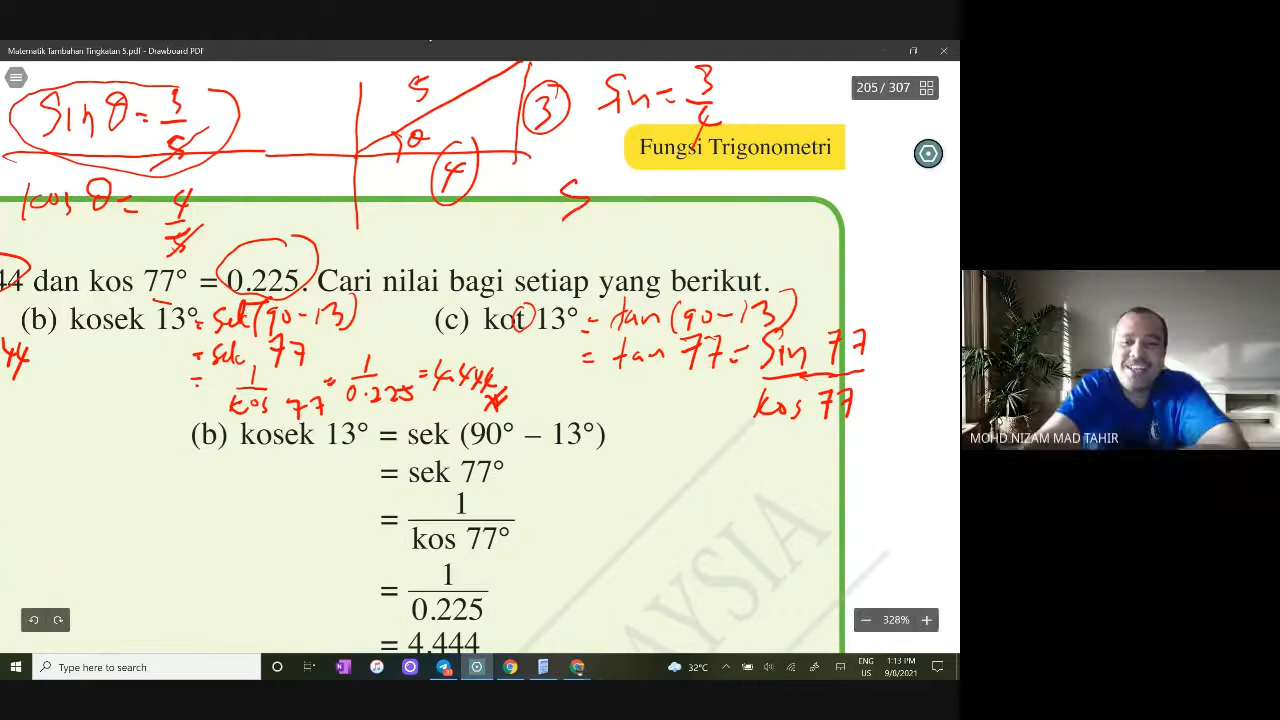 Matematik Tambahan Tingkatan 5.pdf - Drawboard PDF
205 / 307
Sin θ = 3/5
5
3
θ
4
Sin = 3/4
Fungsi Trigonometri
kos θ = 4/5
S
44 dan kos 77° = 0.225. Cari nilai bagi setiap yang berikut.
(b) kosek 13° = sek (90 - 13)
(c) kot 13° = tan (90 - 13)
44
= sek 77
= tan 77 = Sin 77 / kos 77
= 1 / kos 77 = 1 / 0.225 = 4.444
MOHD NIZAM MAD TAHIR
(b) kosek 13° = sek (90° – 13°)
= sek 77°
= 1 / kos 77°
= 1 / 0.225
= 4.444
AYSIA
328%
Type here to search
32°C
ENG
US
1:13 PM
9/8/2021